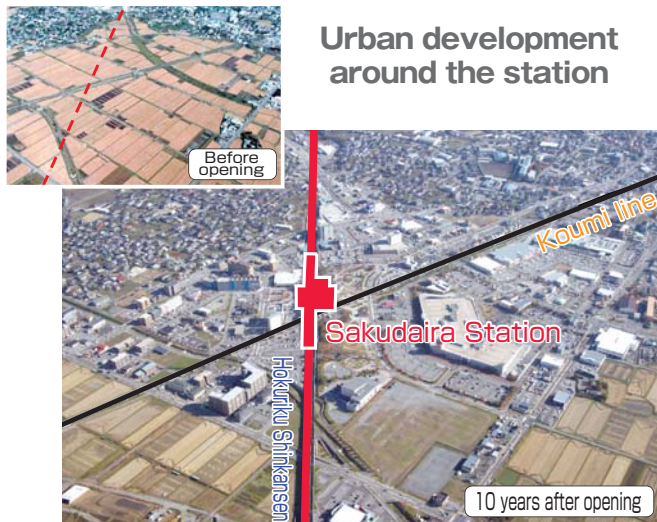 Urban development
around the station
Before
opening
Koumi line
Sakudaira Station
Hokuriku Shinkansen
10 years after opening